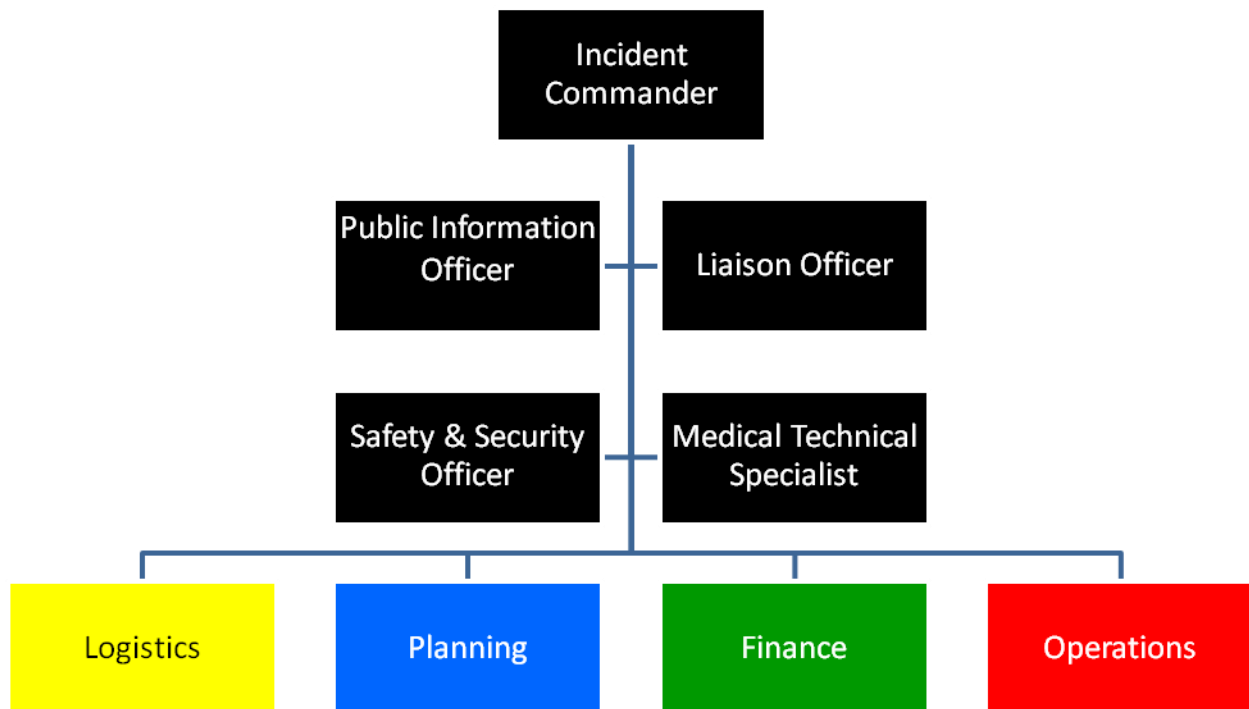 Incident
Commander
Public Information
Officer
Liaison Officer
Safety & Security
Officer
Medical Technical
Specialist
Logistics
Planning
Finance
Operations